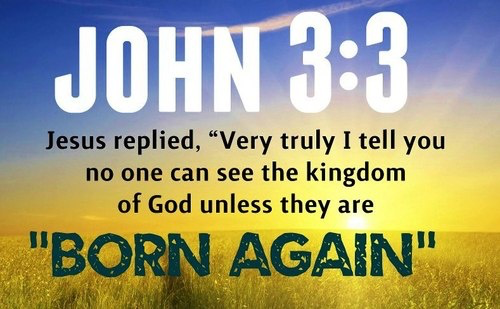 JOHN 3:3
Jesus replied, “Very truly I tell you
no one can see the kingdom
of God unless they are
"BORN AGAIN"